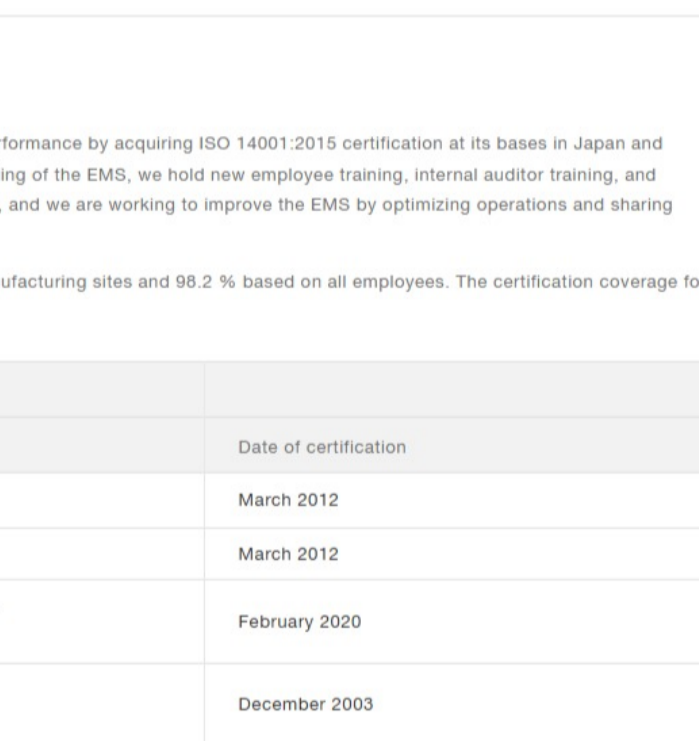 formance by acquiring ISO 14001:2015 certification at its bases in Japan and
ing of the EMS, we hold new employee training, internal auditor training, and
, and we are working to improve the EMS by optimizing operations and sharing
ufacturing sites and 98.2 % based on all employees. The certification coverage fo
Date of certification
March 2012
March 2012
February 2020
December 2003